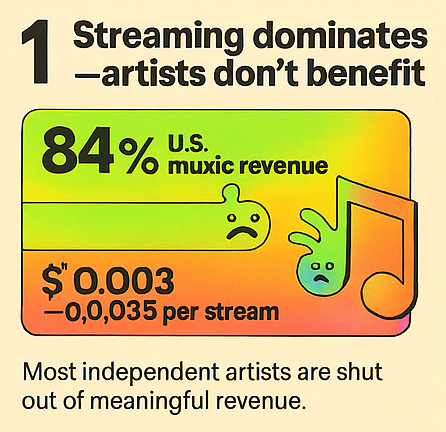 1 Streaming dominates
—artists don't benefit
84% U.S.
muxic revenue
$" 0.003
—0,0,035 per stream
Most independent artists are shut
out of meaningful revenue.